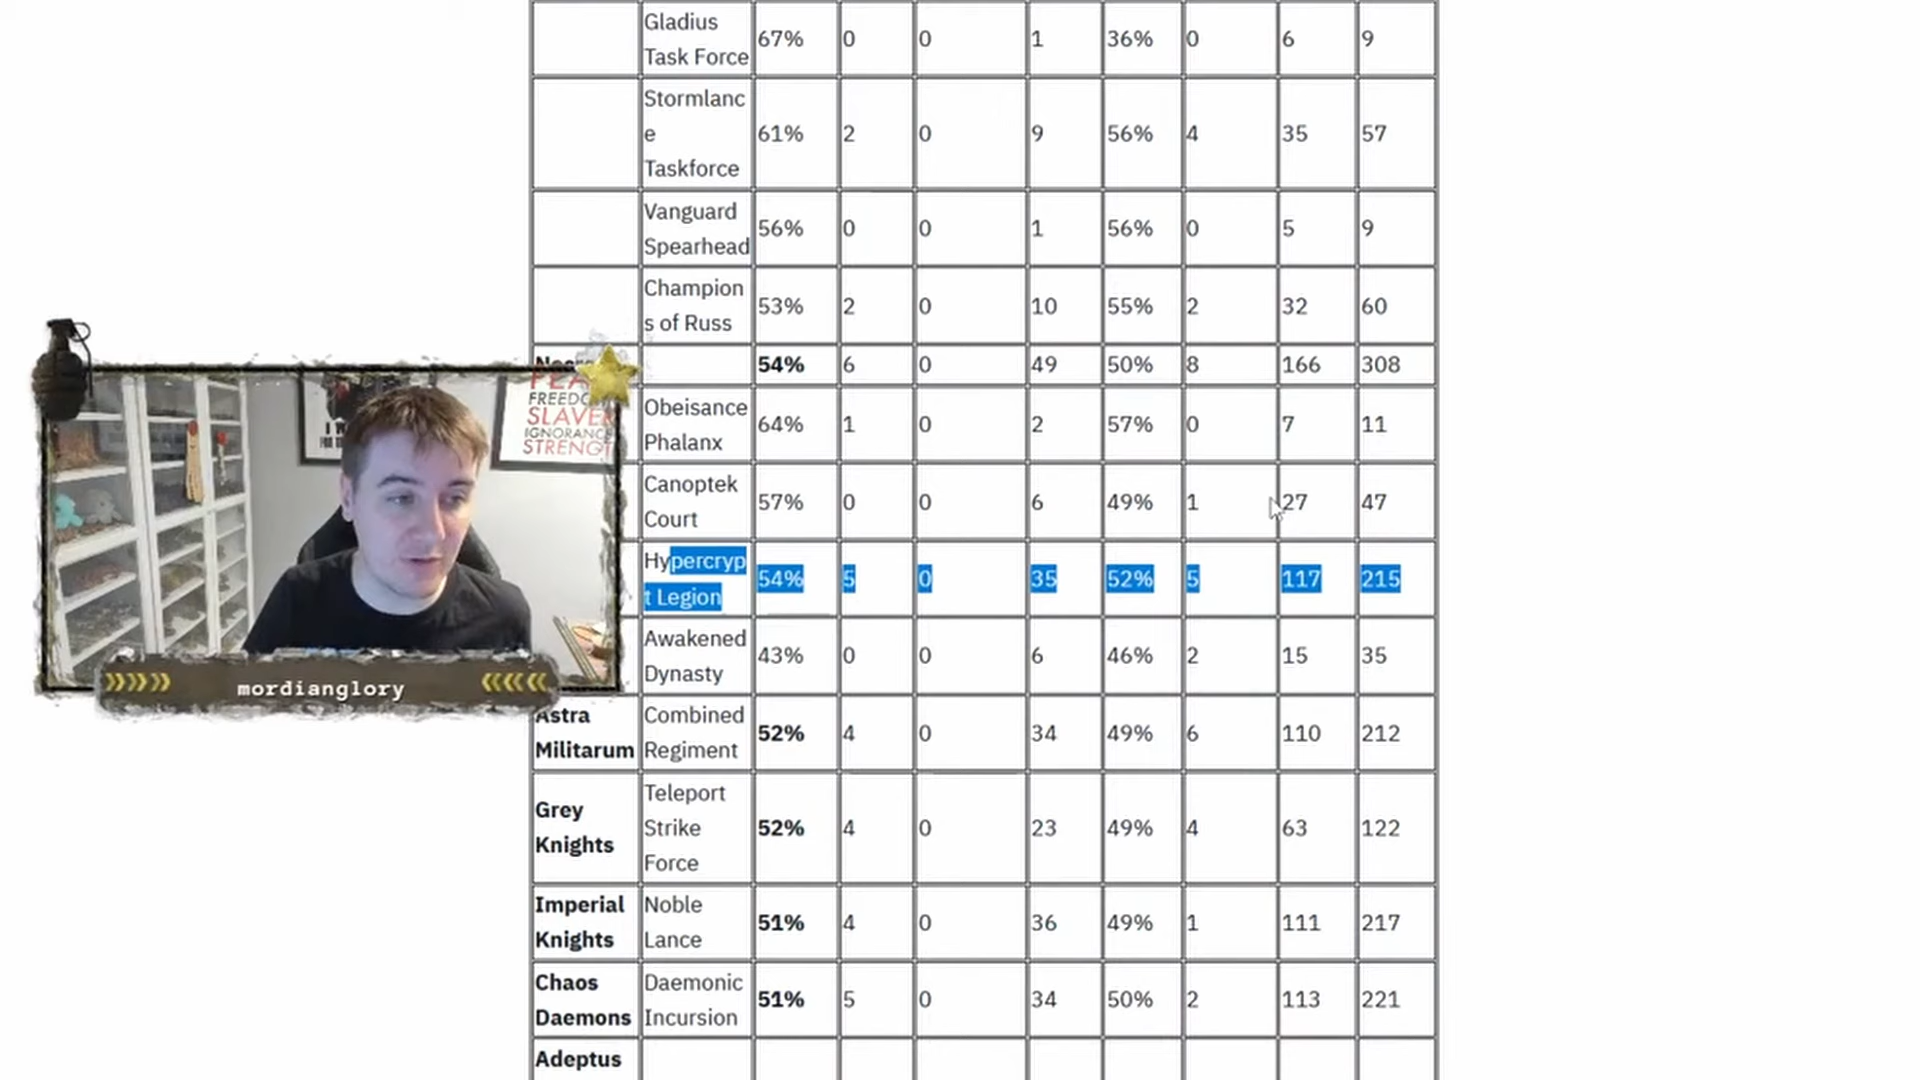 Gladius
Task Force 67% 0 0 1 36% 0 6 9
Stormlanc
e
Taskforce 61% 2 0 9 56% 4 35 57
Vanguard
Spearhead 56% 0 0 1 56% 0 5 9
Champion
s of Russ 53% 2 0 10 55% 2 32 60
54% 6 0 49 50% 8 166 308
Obeisance
Phalanx 64% 1 0 2 57% 0 7 11
Canoptek
Court 57% 0 0 6 49% 1 27 47
Hypercryp
t Legion 54% 5 0 35 52% 5 117 215
Awakened
Dynasty 43% 0 0 6 46% 2 15 35
Astra
Militarum
Combined
Regiment 52% 4 0 34 49% 6 110 212
Grey
Knights
Teleport
Strike
Force 52% 4 0 23 49% 4 63 122
Imperial
Knights
Noble
Lance 51% 4 0 36 49% 1 111 217
Chaos
Daemons
Daemonic
Incursion 51% 5 0 34 50% 2 113 221
Adeptus
SLAVE
IGNORANCE
STRENG
mordianglory